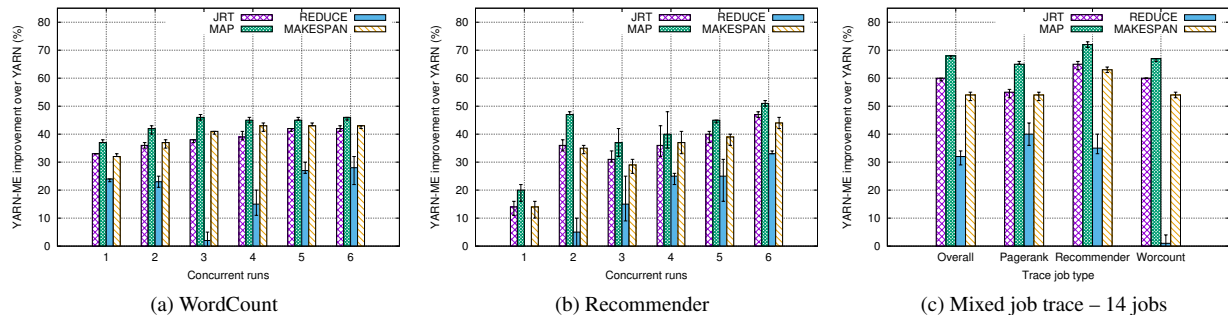 YARN-ME improvement over YARN (%)
80
70
60
50
40
30
20
10
0
JRT
MAP
REDUCE
MAKESPAN
1 2 3 4 5 6
Concurrent runs
(a) WordCount
YARN-ME improvement over YARN (%)
80
70
60
50
40
30
20
10
0
JRT
MAP
REDUCE
MAKESPAN
1 2 3 4 5 6
Concurrent runs
(b) Recommender
YARN-ME improvement over YARN (%)
80
70
60
50
40
30
20
10
0
JRT
MAP
REDUCE
MAKESPAN
Overall Pagerank Recommender Worcount
Trace job type
(c) Mixed job trace – 14 jobs